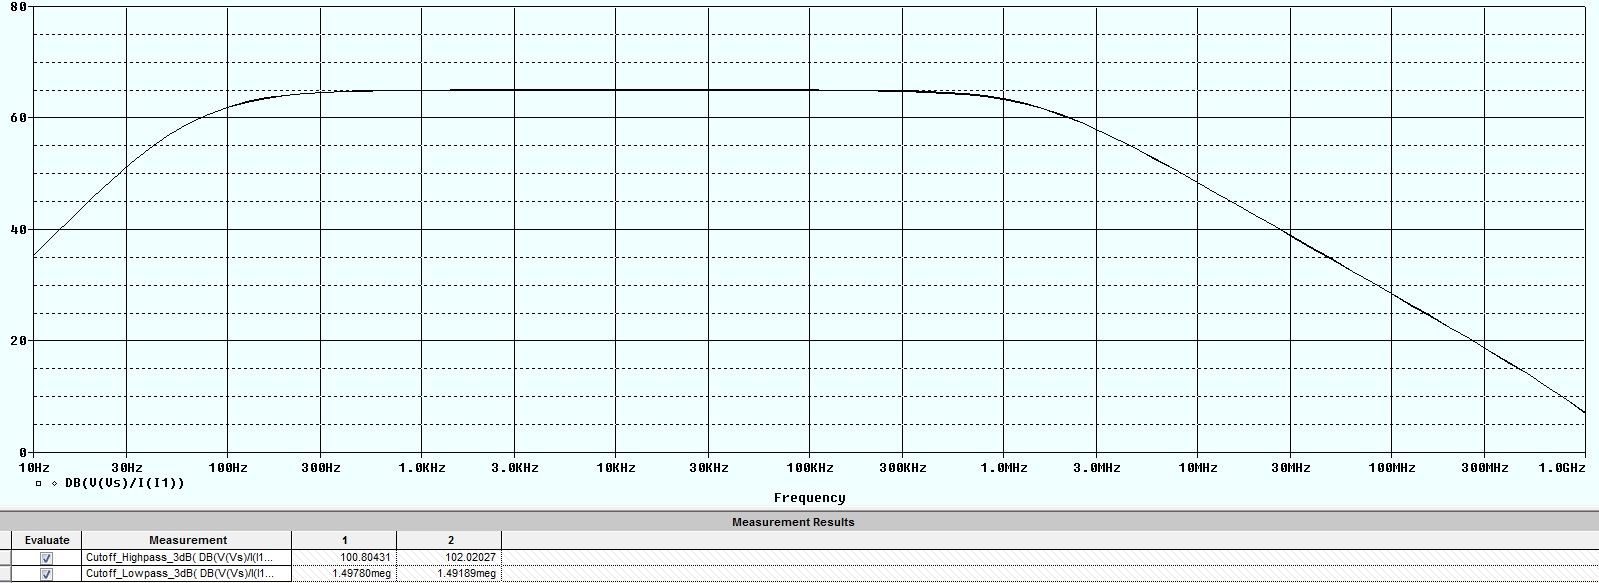 80
60
40
20
0
10Hz 30Hz 100Hz 300Hz 1.0KHz 3.0KHz 10KHz 30KHz 100KHz 300KHz 1.0MHz 3.0MHz 10MHz 30MHz 100MHz 300MHz 1.0GHz
DB(V(Vs)/I(I1))
Frequency
Measurement Results
Evaluate Measurement 1 2
Cutoff_Highpass_3dB( DB(V(Vs)/I(I1... 100.80431 102.02027
Cutoff_Lowpass_3dB( DB(V(Vs)/I(I1... 1.49780meg 1.49189meg